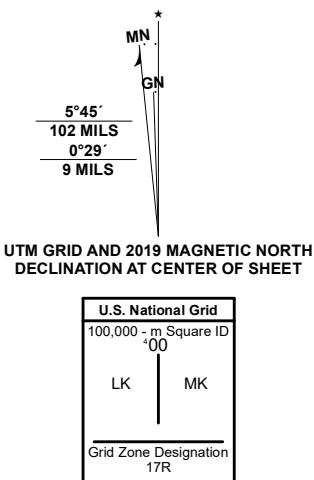 ★
MN
GN
5°45´
102 MILS
0°29´
9 MILS
UTM GRID AND 2019 MAGNETIC NORTH
DECLINATION AT CENTER OF SHEET
U.S. National Grid
100,000 - m Square ID
⁴00
LK MK
Grid Zone Designation
17R